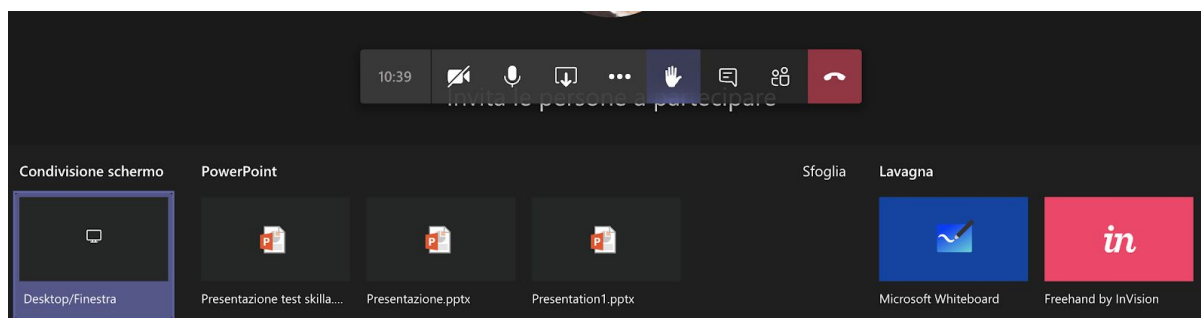 10:39
Invita le persone a partecipare
Condivisione schermo
PowerPoint
Sfoglia
Lavagna
in
Desktop/Finestra
Presentazione test skilla....
Presentazione.pptx
Presentation1.pptx
Microsoft Whiteboard
Freehand by InVision